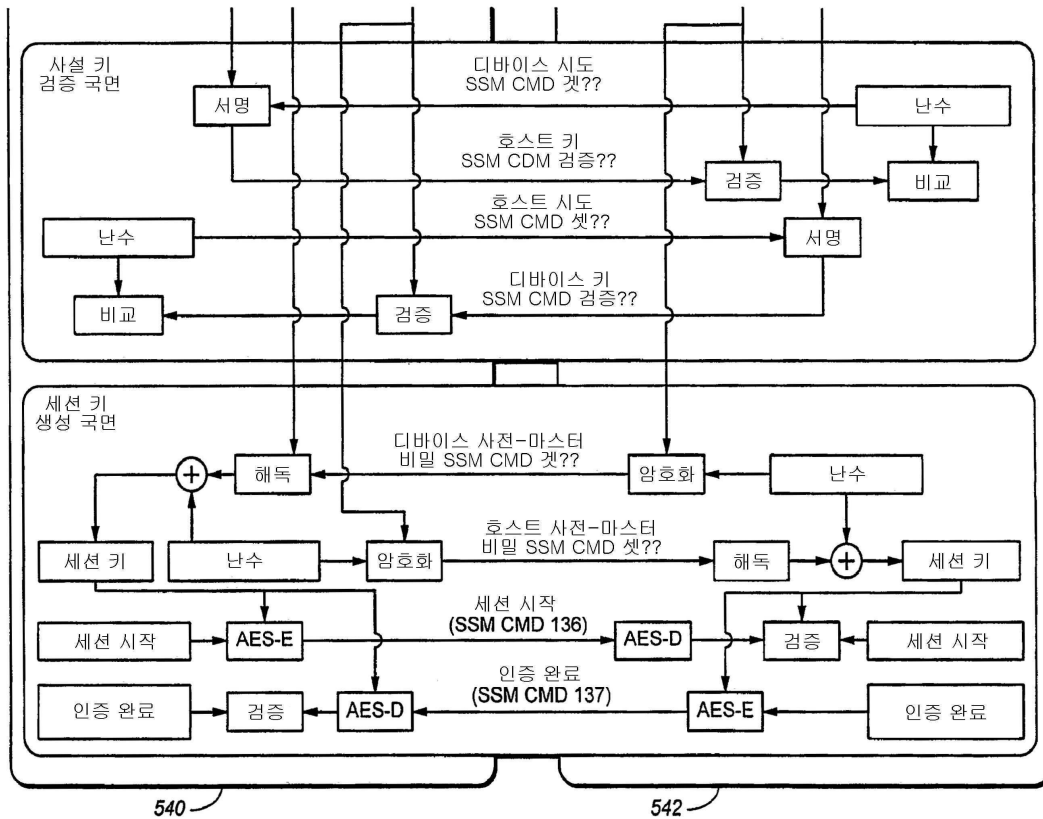 사설 키
검증 국면
디바이스 시도
SSM CMD 겟??
서명
난수
호스트 키
SSM CDM 검증??
검증
비교
호스트 시도
SSM CMD 셋??
난수
서명
디바이스 키
SSM CMD 검증??
비교
검증
세션 키
생성 국면
디바이스 사전-마스터
비밀 SSM CMD 겟??
해독
암호화
난수
호스트 사전-마스터
비밀 SSM CMD 셋??
세션 키
난수
암호화
해독
세션 키
세션 시작
(SSM CMD 136)
세션 시작
AES-E
AES-D
검증
세션 시작
인증 완료
(SSM CMD 137)
인증 완료
검증
AES-D
AES-E
인증 완료
540
542